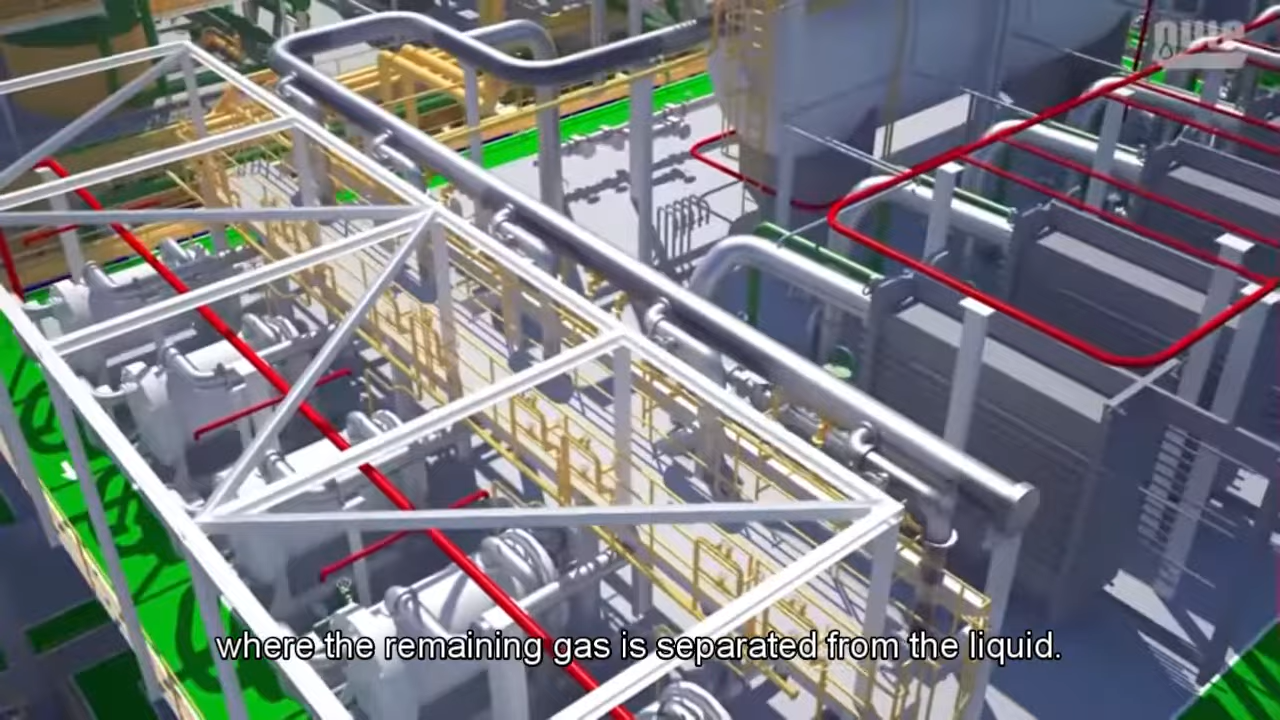 where the remaining gas is separated from the liquid.